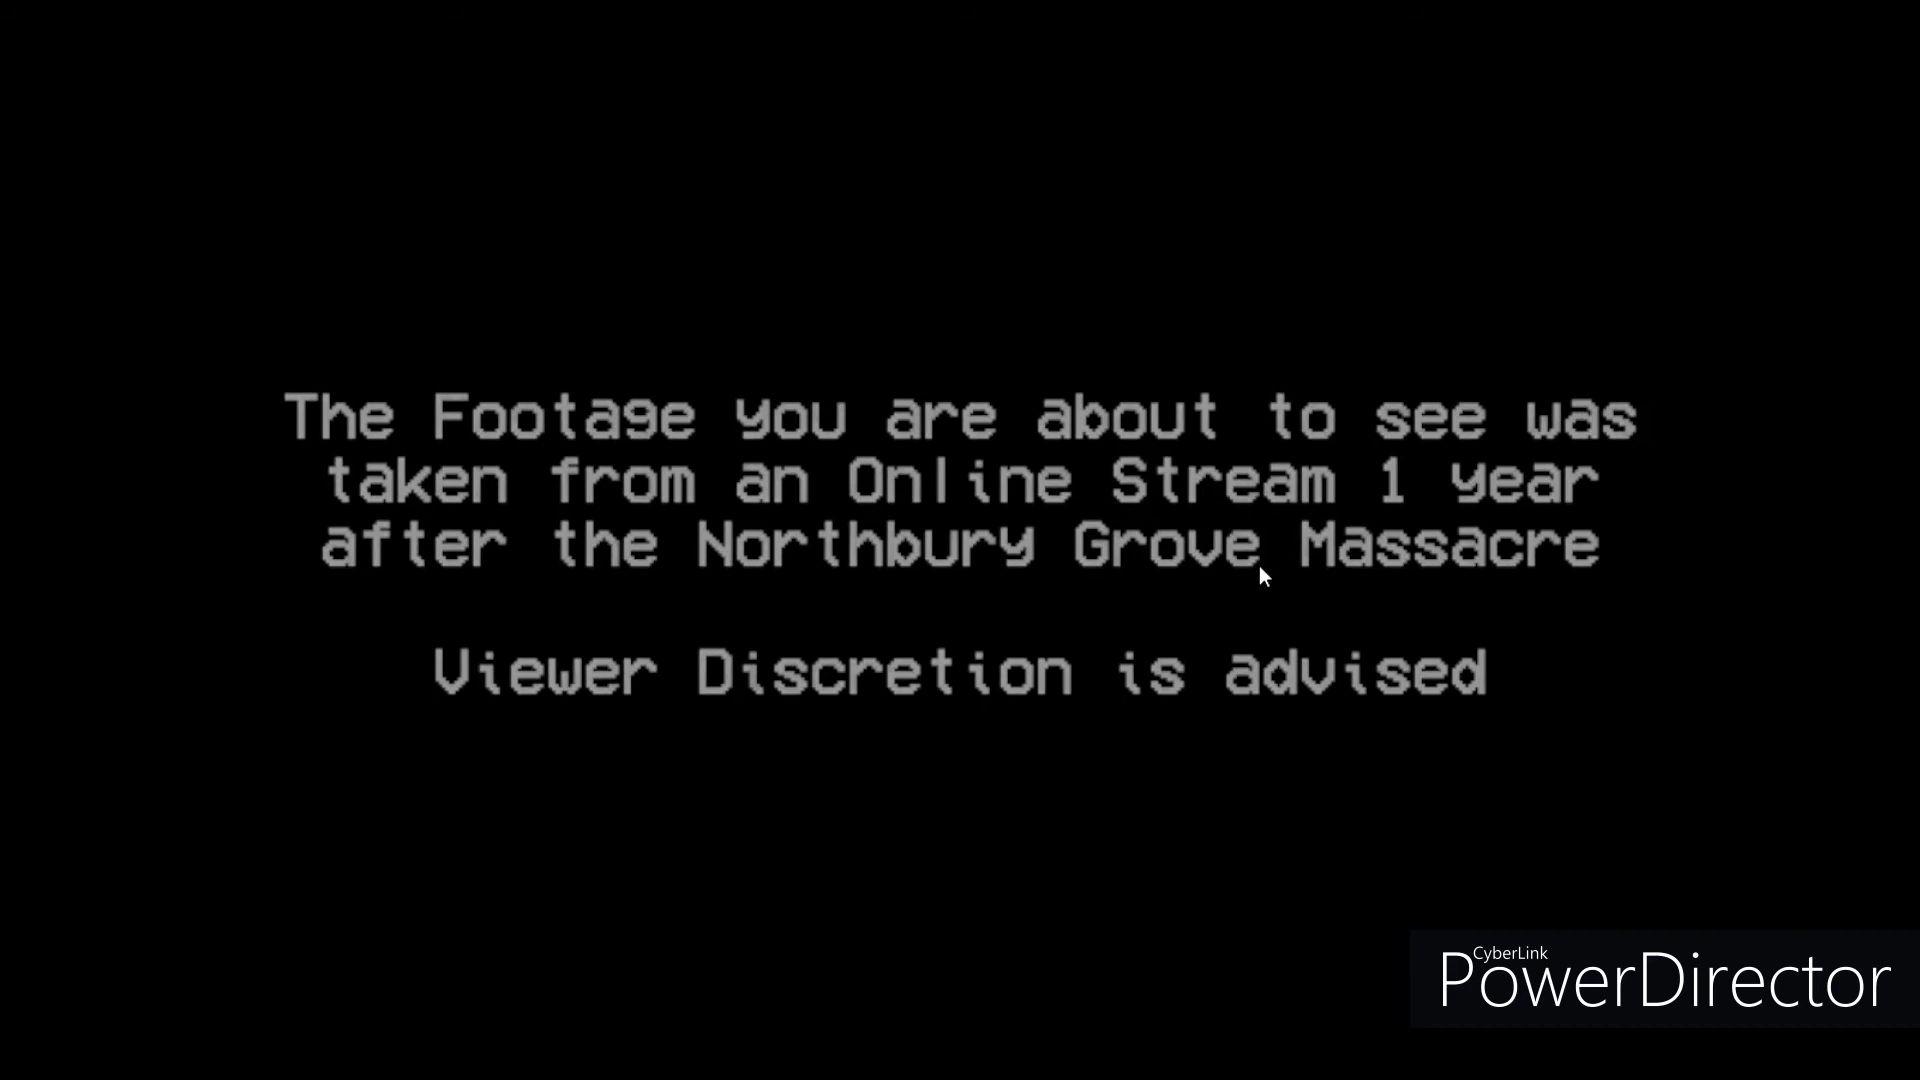 The Footage you are about to see was
taken from an Online Stream 1 year
after the Northbury Grove Massacre
Viewer Discretion is advised
CyberLink
PowerDirector